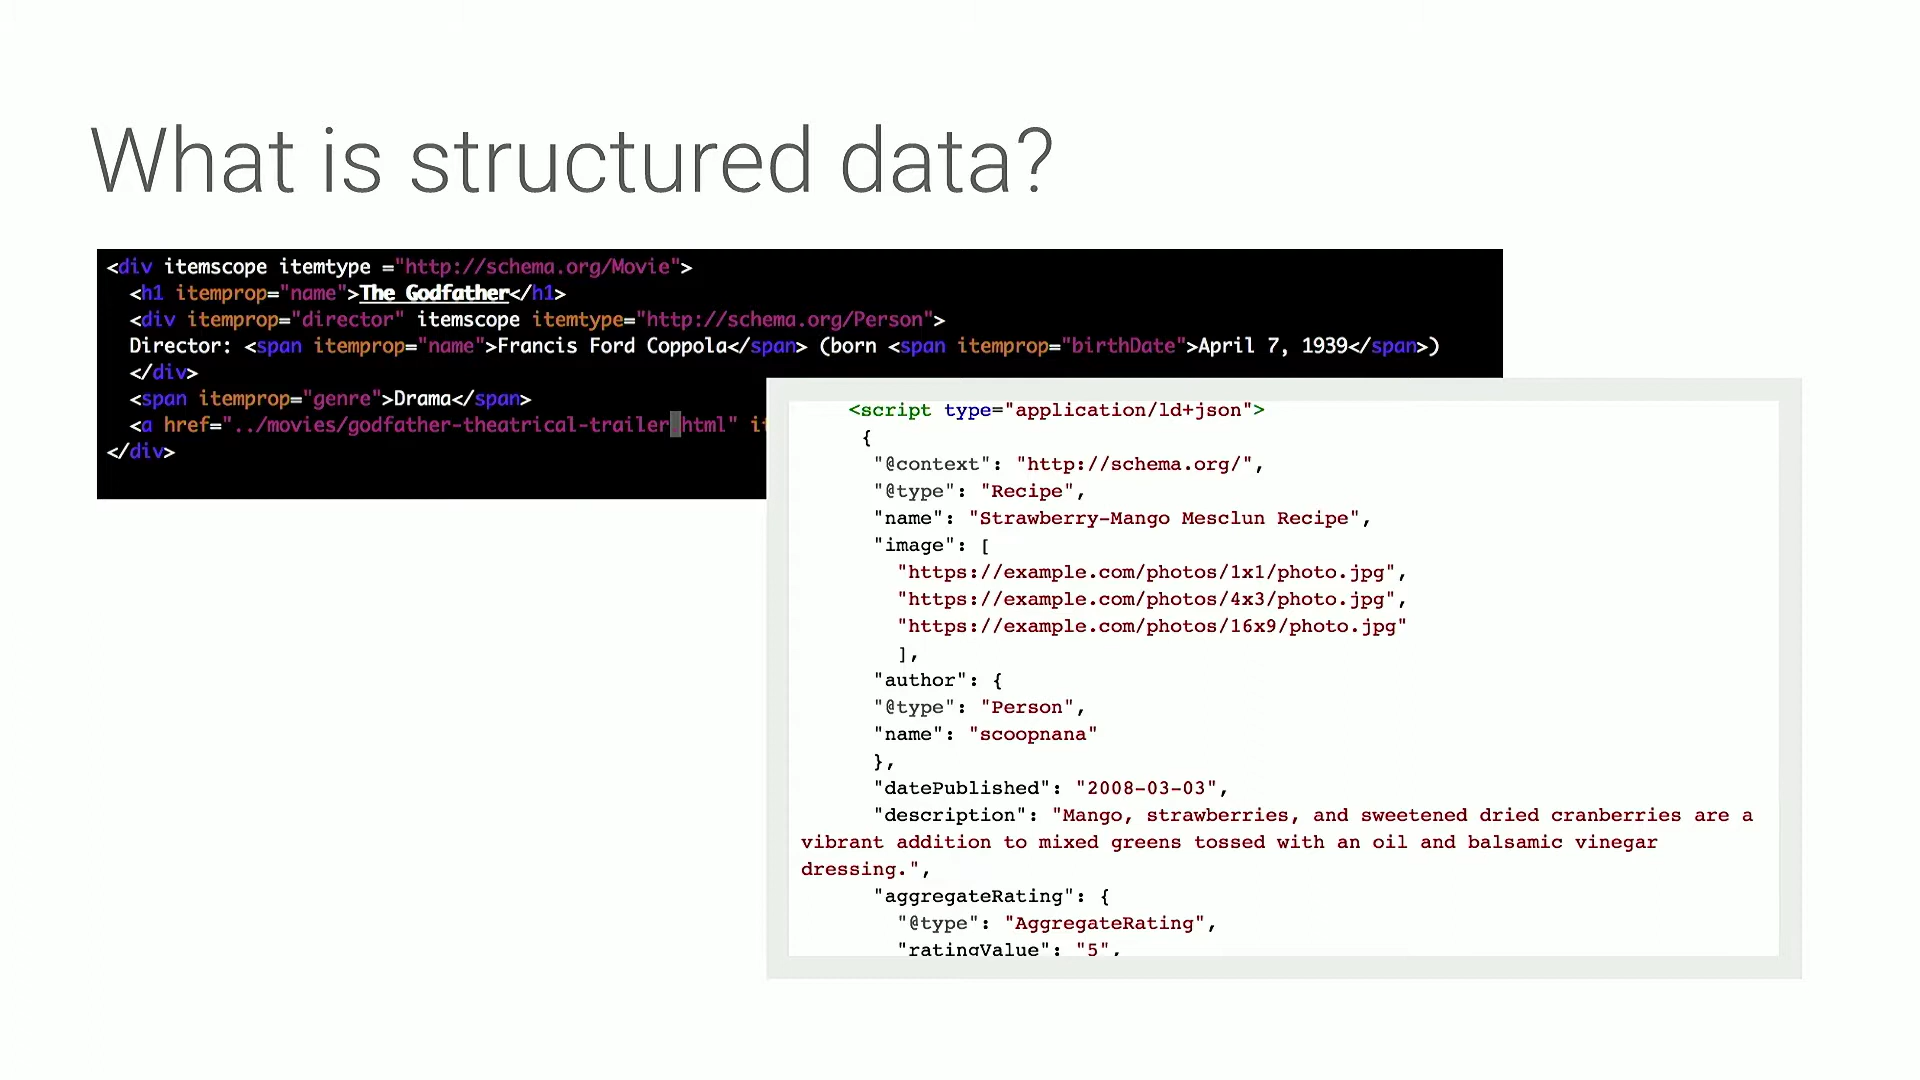 What is structured data?
<div itemscope itemtype ="http://schema.org/Movie">
<h1 itemprop="name">The Godfather</h1>
<div itemprop="director" itemscope itemtype="http://schema.org/Person">
Director: <span itemprop="name">Francis Ford Coppola</span> (born <span itemprop="birthDate">April 7, 1939</span>)
</div>
<span itemprop="genre">Drama</span>
<a href="../movies/godfather-theatrical-trailer.html" it
</div>
<script type="application/ld+json">
{
"@context": "http://schema.org/",
"@type": "Recipe",
"name": "Strawberry-Mango Mesclun Recipe",
"image": [
"https://example.com/photos/1x1/photo.jpg",
"https://example.com/photos/4x3/photo.jpg",
"https://example.com/photos/16x9/photo.jpg"
],
"author": {
"@type": "Person",
"name": "scoopnana"
},
"datePublished": "2008-03-03",
"description": "Mango, strawberries, and sweetened dried cranberries are a
vibrant addition to mixed greens tossed with an oil and balsamic vinegar
dressing.",
"aggregateRating": {
"@type": "AggregateRating",
"ratingValue": "5",